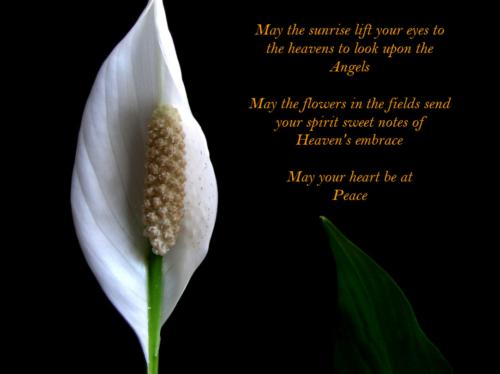 May the sunrise lift your eyes to
the heavens to look upon the
Angels
May the flowers in the fields send
your spirit sweet notes of
Heaven's embrace
May your heart be at
Peace